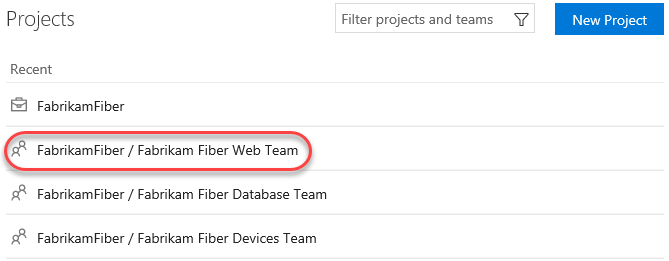 Projects
Filter projects and teams
New Project
Recent
FabrikamFiber
FabrikamFiber / Fabrikam Fiber Web Team
FabrikamFiber / Fabrikam Fiber Database Team
FabrikamFiber / Fabrikam Fiber Devices Team